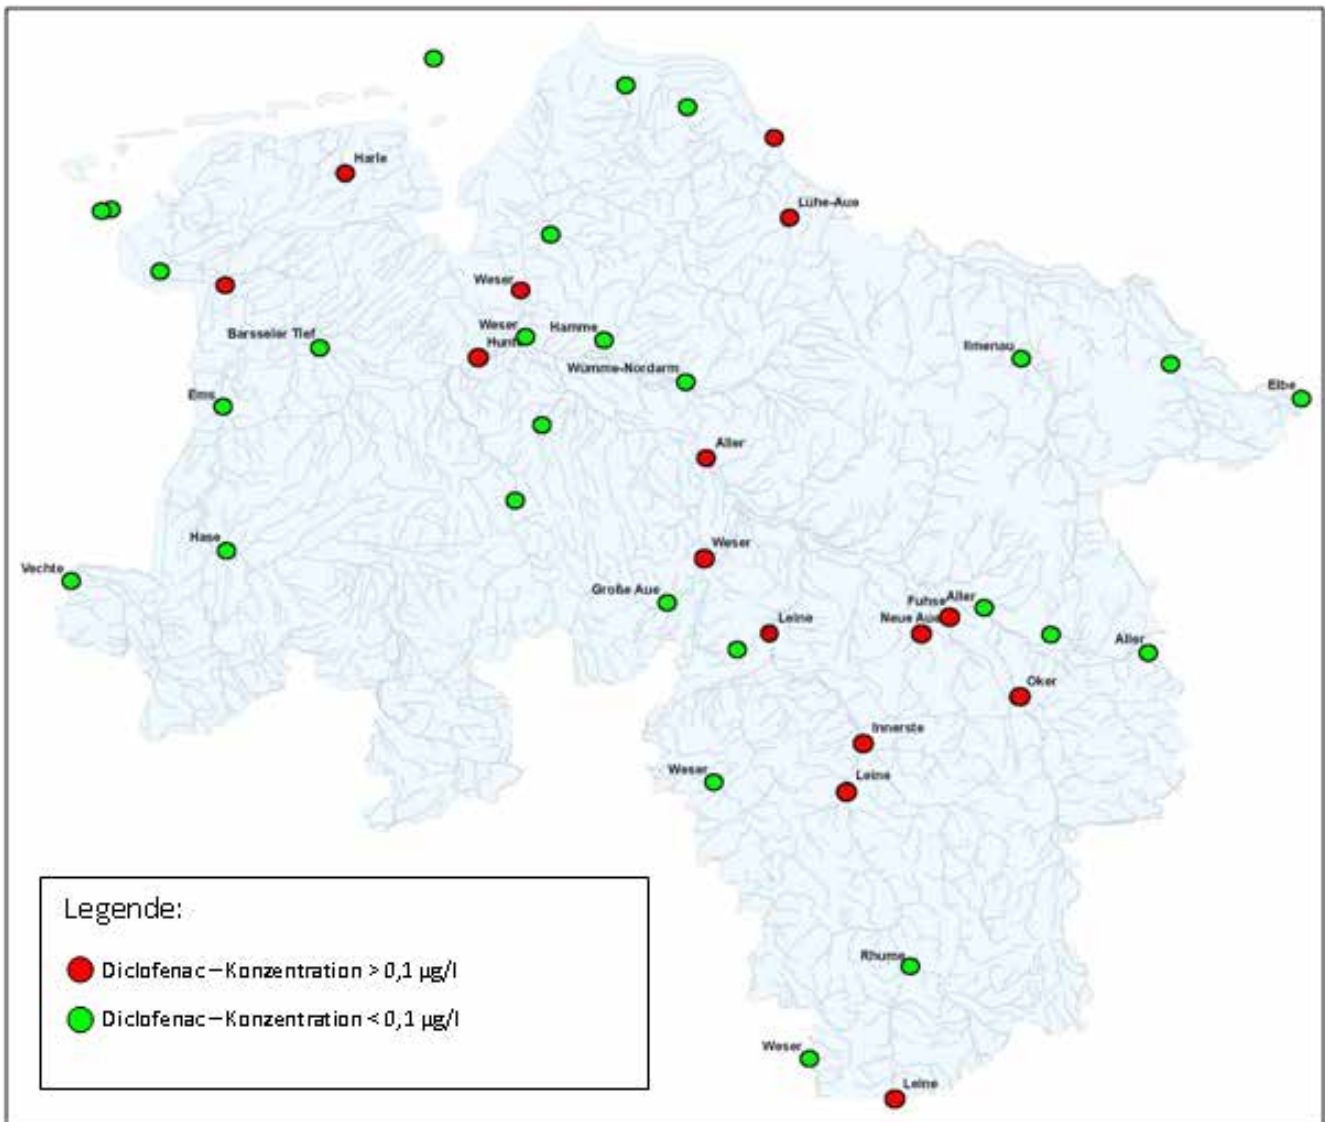 Harle
Lühe-Aue
Weser
Weser
Hamme
Barsseler Tief
Hunte
Ilmenau
Wümme-Nordarm
Elbe
Ems
Aller
Hase
Weser
Vechte
Große Aue
Aller
Fuhse
Leine
Neue Aue
Aller
Oker
Innerste
Weser
Leine
Legende:
Diclofenac–Konzentration > 0,1 µg/l
Diclofenac–Konzentration < 0,1 µg/l
Rhume
Weser
Leine